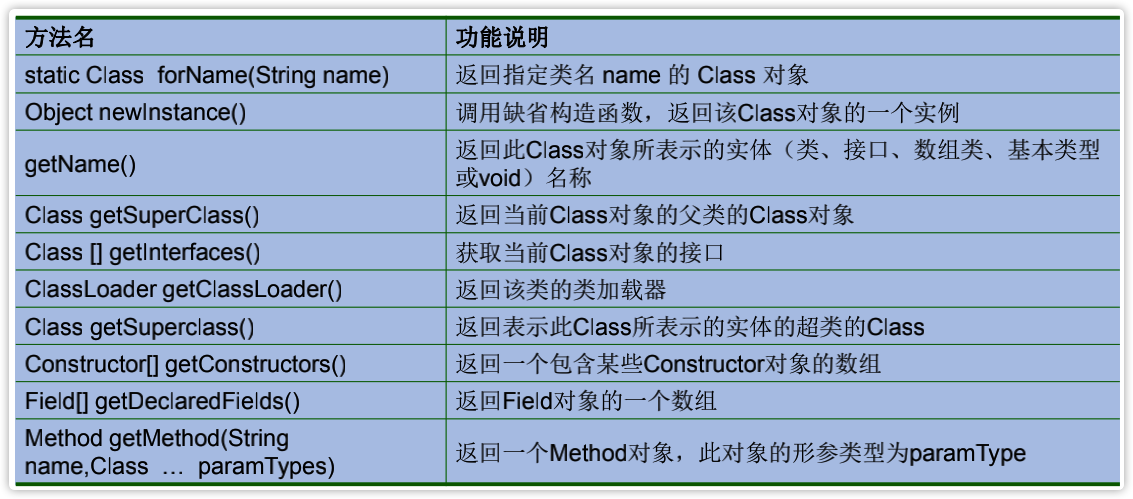 方法名
功能说明
static Class  forName(String name)
返回指定类名 name 的 Class 对象
Object newInstance()
调用缺省构造函数，返回该Class对象的一个实例
getName()
返回此Class对象所表示的实体（类、接口、数组类、基本类型
或void）名称
Class getSuperClass()
返回当前Class对象的父类的Class对象
Class [] getInterfaces()
获取当前Class对象的接口
ClassLoader getClassLoader()
返回该类的类加载器
Class getSuperclass()
返回表示此Class所表示的实体的超类的Class
Constructor[] getConstructors()
返回一个包含某些Constructor对象的数组
Field[] getDeclaredFields()
返回Field对象的一个数组
Method getMethod(String
name,Class  …  paramTypes)
返回一个Method对象，此对象的形参类型为paramType